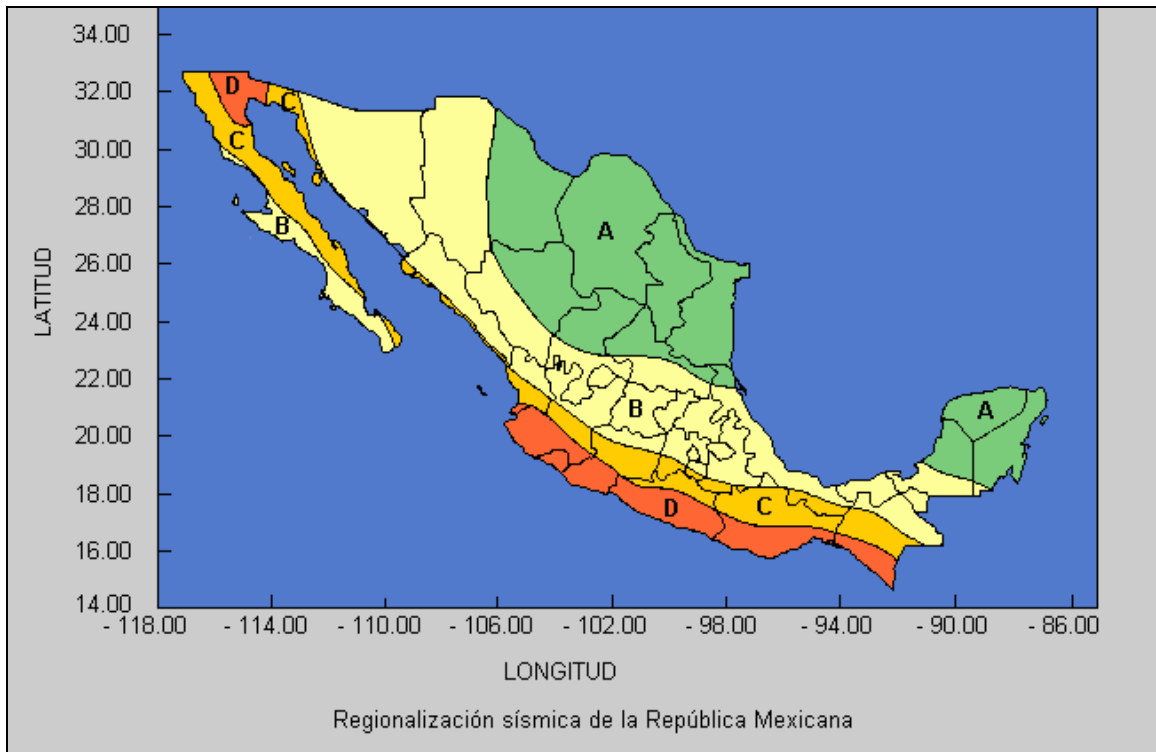 34.00
32.00
30.00
28.00
26.00
24.00
22.00
20.00
18.00
16.00
14.00
LATITUD
D
C
C
B
A
A
B
C
D
- 118.00 - 114.00 - 110.00 - 106.00 - 102.00 - 98.00 - 94.00 - 90.00 - 86.00
LONGITUD
Regionalización sísmica de la República Mexicana